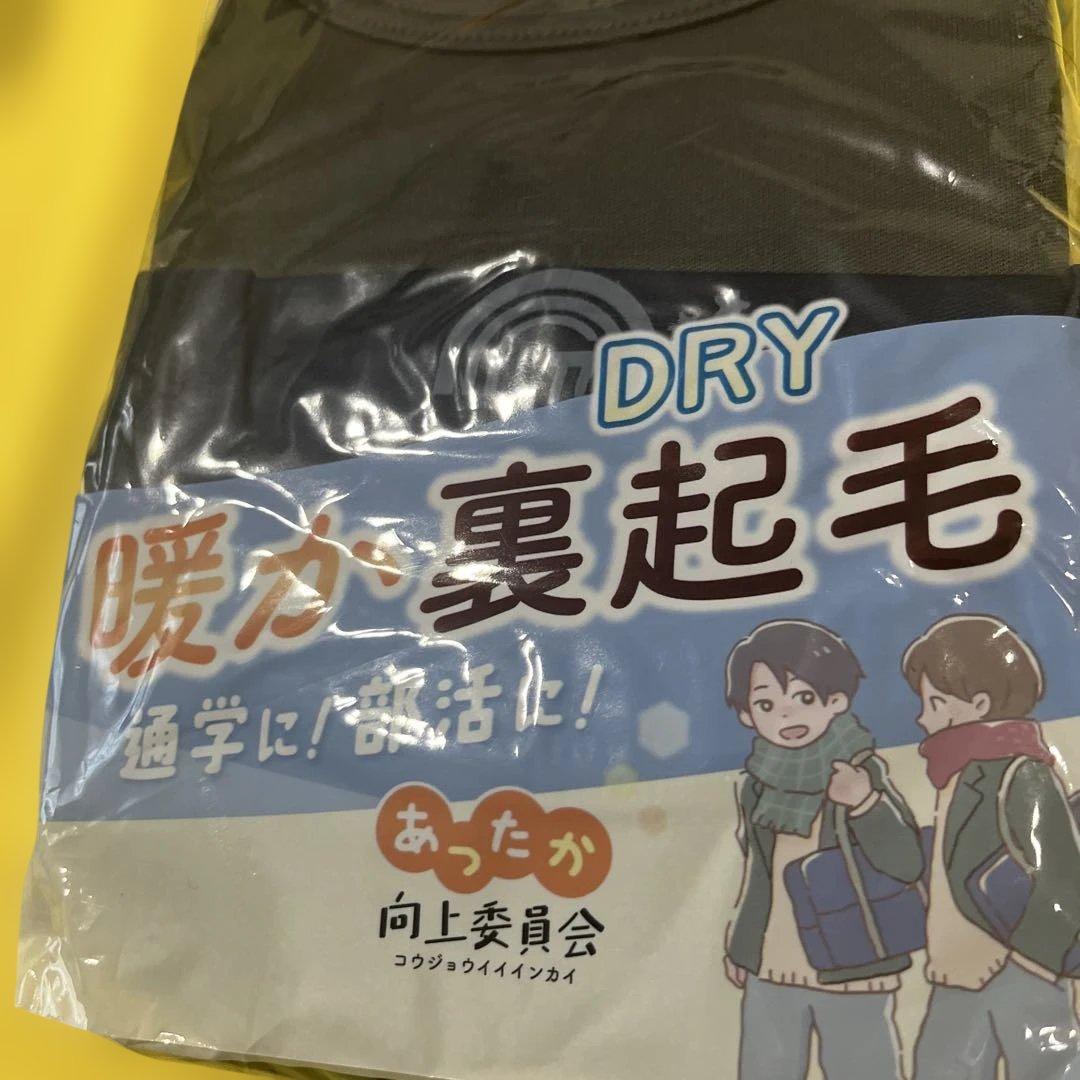 DRY
暖か裏起毛
通学に!部活に!
あったか
向上委員会
コウジョウイイインカイ